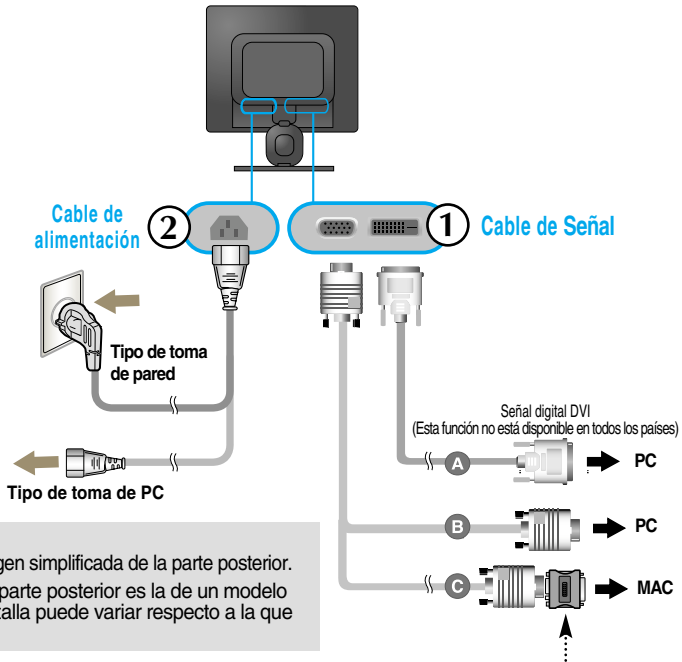 Cable de
alimentación
2
1
Cable de Señal
Tipo de toma
de pared
Señal digital DVI
(Esta función no está disponible en todos los países)
A
PC
Tipo de toma de PC
B
PC
C
MAC
gen simplificada de la parte posterior.
parte posterior es la de un modelo
talla puede variar respecto a la que